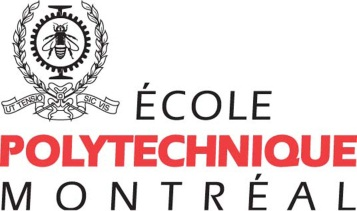 UT TENSIO SIC VIS
ÉCOLE
POLYTECHNIQUE
MONTRÉAL